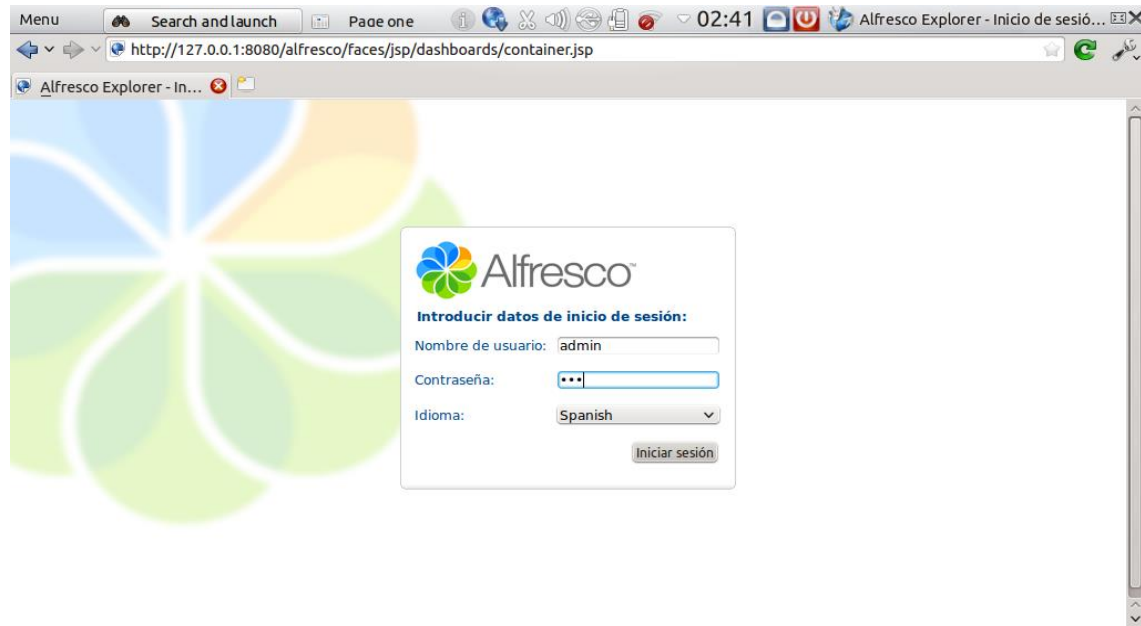 Menu Search and launch Page one 02:41 Alfresco Explorer - Inicio de sesió...
http://127.0.0.1:8080/alfresco/faces/jsp/dashboards/container.jsp
Alfresco Explorer - In...
Alfresco™
Introducir datos de inicio de sesión:
Nombre de usuario: admin
Contraseña: •••
Idioma: Spanish
Iniciar sesión